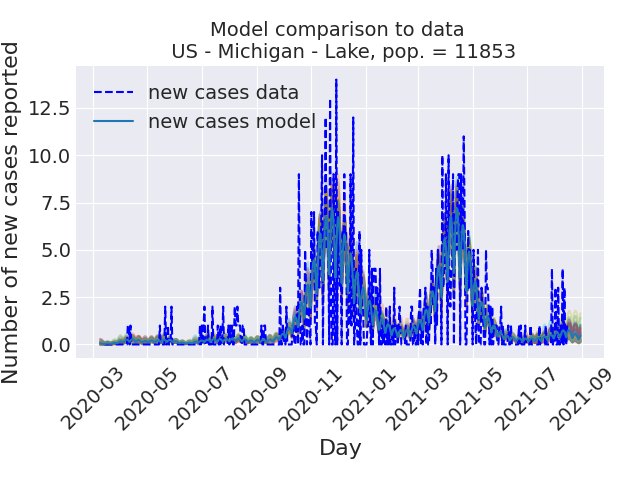 Model comparison to data
US - Michigan - Lake, pop. = 11853
new cases data
new cases model
Number of new cases reported
12.5
10.0
7.5
5.0
2.5
0.0
2020-03
2020-05
2020-07
2020-09
2020-11
2021-01
2021-03
2021-05
2021-07
2021-09
Day